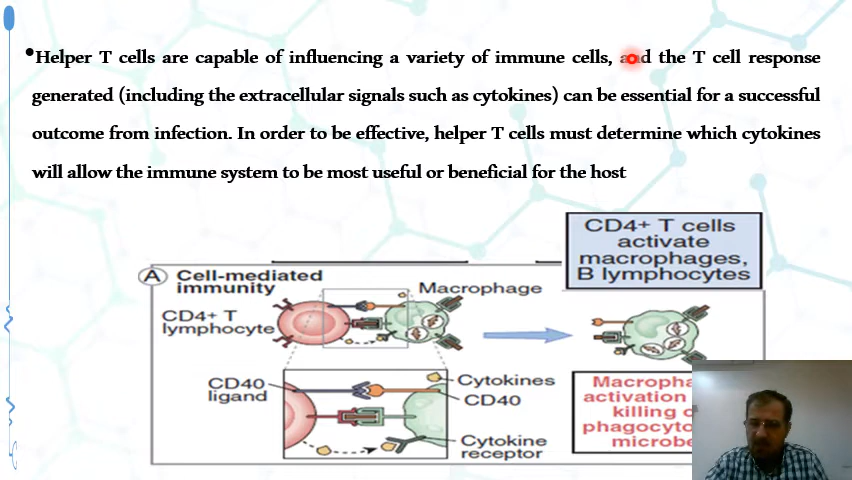 •Helper T cells are capable of influencing a variety of immune cells, and the T cell response
generated (including the extracellular signals such as cytokines) can be essential for a successful
outcome from infection. In order to be effective, helper T cells must determine which cytokines
will allow the immune system to be most useful or beneficial for the host
CD4+ T cells
activate
macrophages,
B lymphocytes
A Cell-mediated
immunity
Macrophage
CD4+ T
lymphocyte
CD40
ligand
Cytokines
CD40
Cytokine
receptor
activation
killing